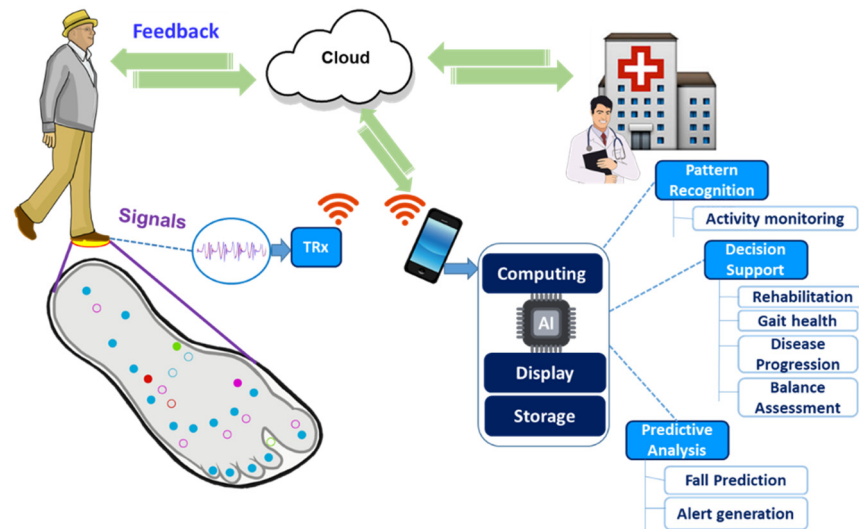 Feedback
Cloud
Signals
TRx
Computing
AI
Display
Storage
Pattern
Recognition
Activity monitoring
Decision
Support
Rehabilitation
Gait health
Disease
Progression
Balance
Assessment
Predictive
Analysis
Fall Prediction
Alert generation